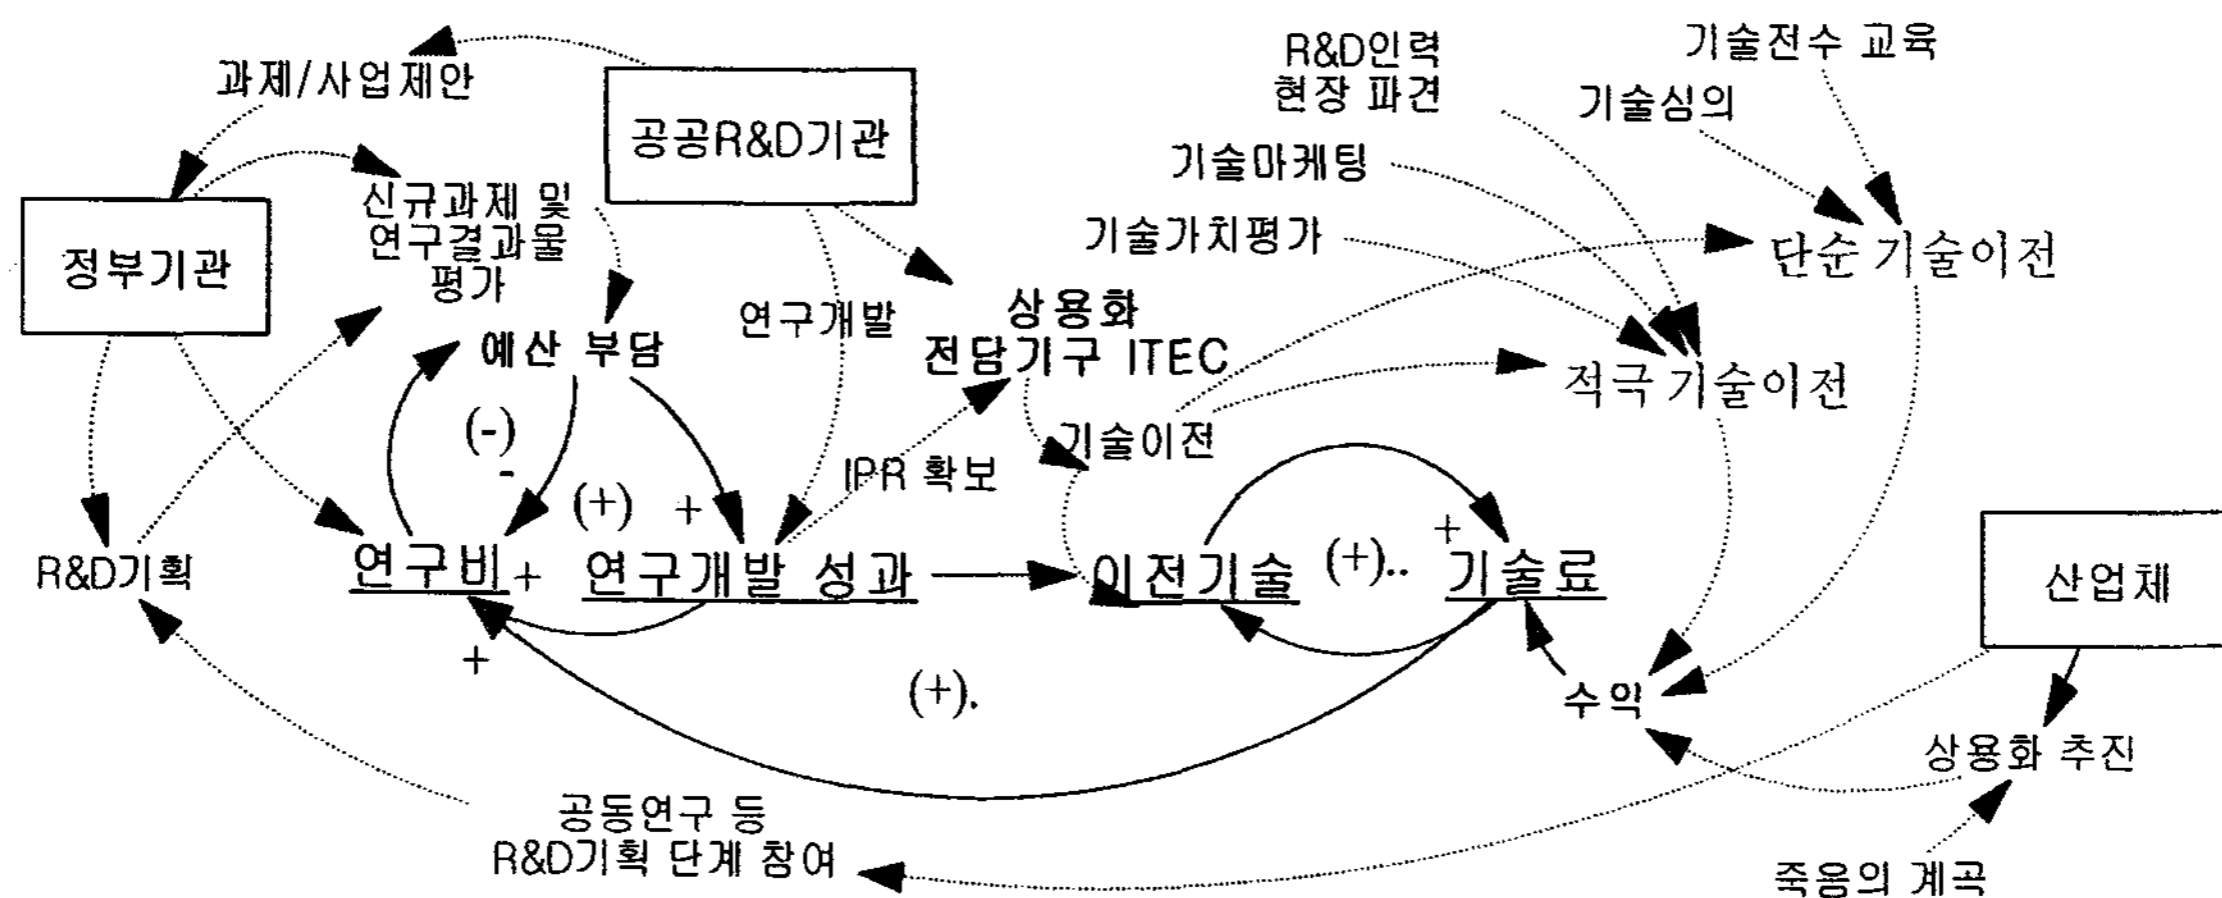 과제/사업제안
공공R&D기관
R&D인력
현장 파견
기술전수 교육
기술심의
기술마케팅
기술가치평가
단순 기술이전
정부기관
신규과제 및
연구결과물
평가
예산 부담
연구개발
상용화
전담기구 ITEC
적극 기술이전
기술이전
IPR 확보
(-)
-
(+)
+
R&D기획
연구비
+
연구개발 성과
이전기술
(+)..
+
기술료
산업체
+
(+).
수익
상용화 추진
공동연구 등
R&D기획 단계 참여
죽음의 계곡